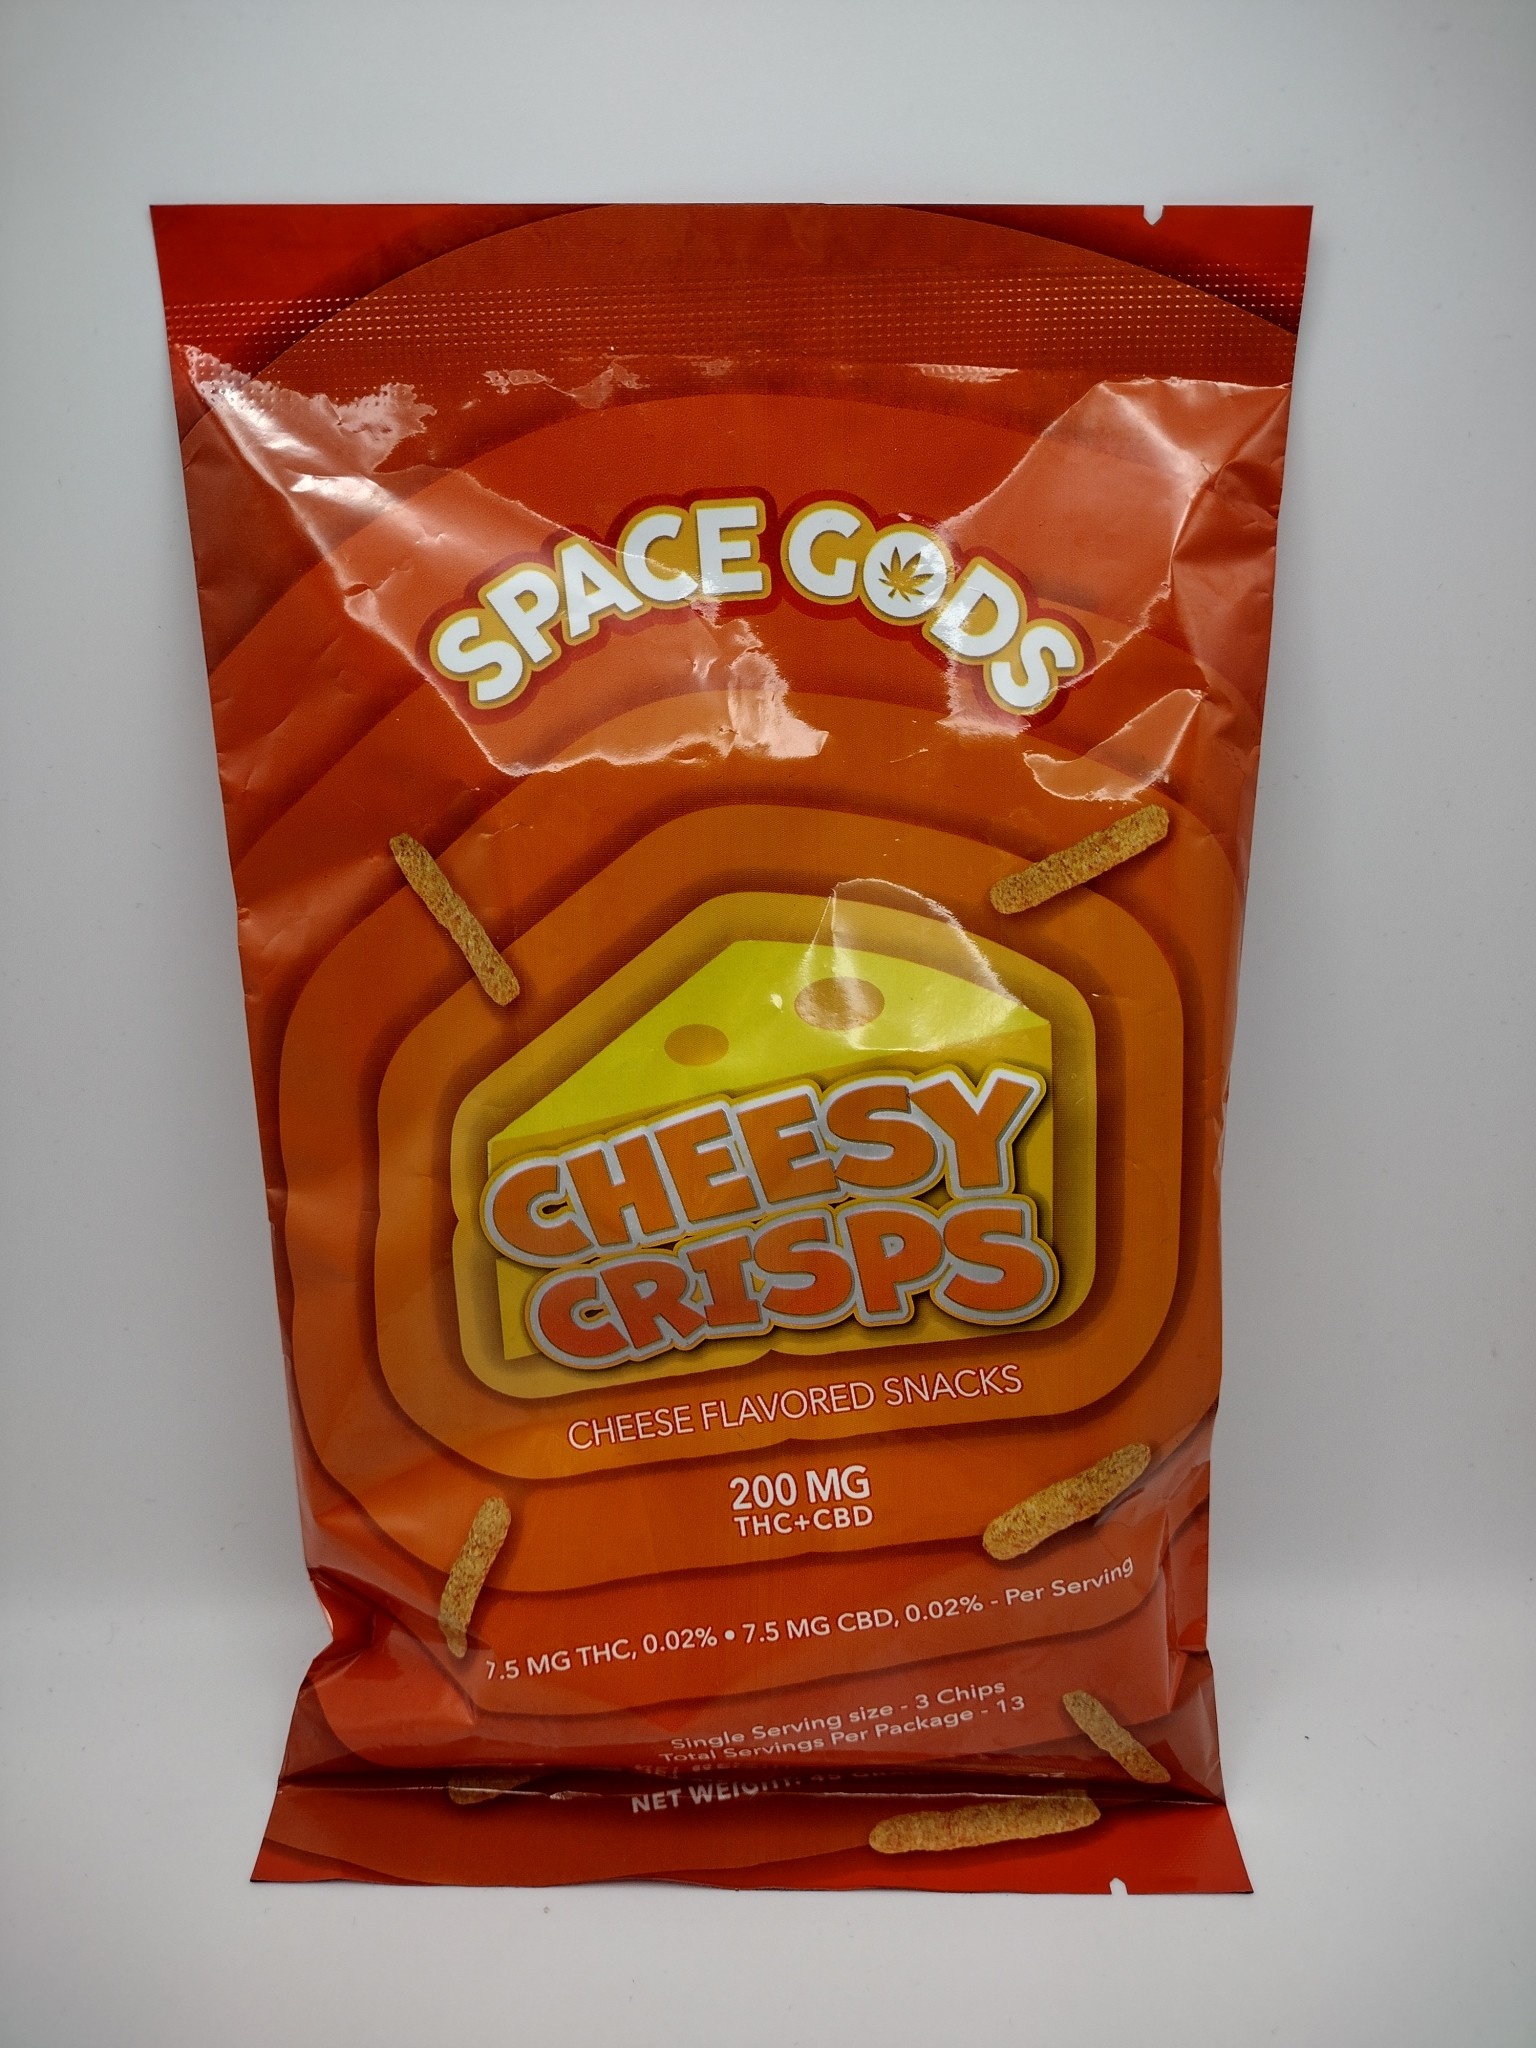 SPACE GODS
CHEESY
CRISPS
CHEESE FLAVORED SNACKS
200 MG
THC+CBD
7.5 MG THC, 0.02% • 7.5 MG CBD, 0.02% - Per Serving
Single Serving size - 3 Chips
Total Servings Per Package - 13
NET WEIGHT: